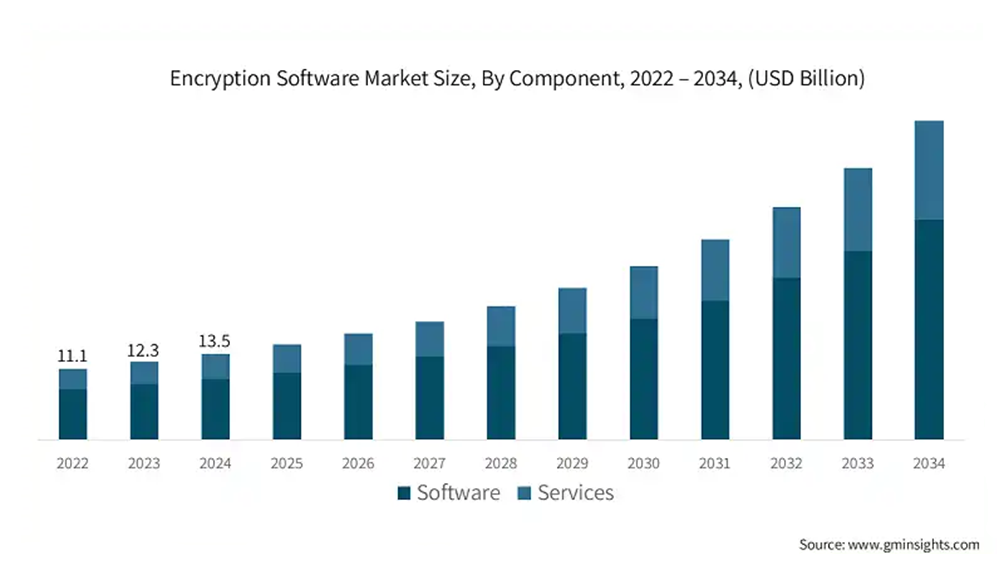 Encryption Software Market Size, By Component, 2022 – 2034, (USD Billion)
11.1 12.3 13.5
2022 2023 2024 2025 2026 2027 2028 2029 2030 2031 2032 2033 2034
Software Services
Source: www.gminsights.com